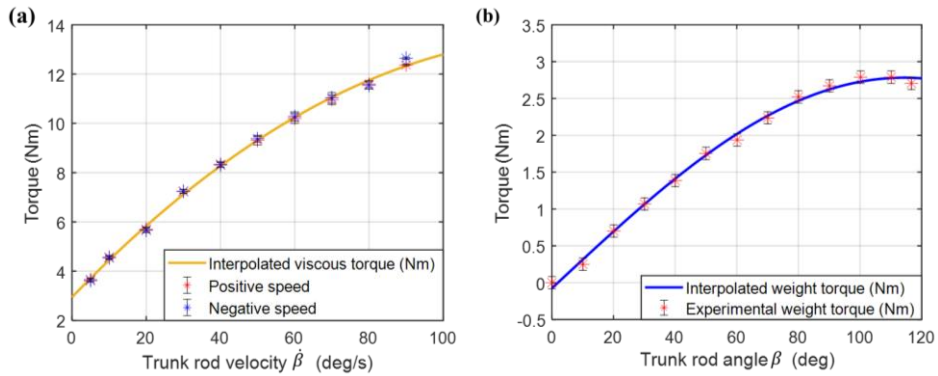 (a)
14
12
10
8
6
4
2
0 20 40 60 80 100
Torque (Nm)
Trunk rod velocity β̇ (deg/s)
Interpolated viscous torque (Nm)
Positive speed
Negative speed
(b)
3.5
3
2.5
2
1.5
1
0.5
0
-0.5
0 20 40 60 80 100 120
Torque (Nm)
Trunk rod angle β (deg)
Interpolated weight torque (Nm)
Experimental weight torque (Nm)